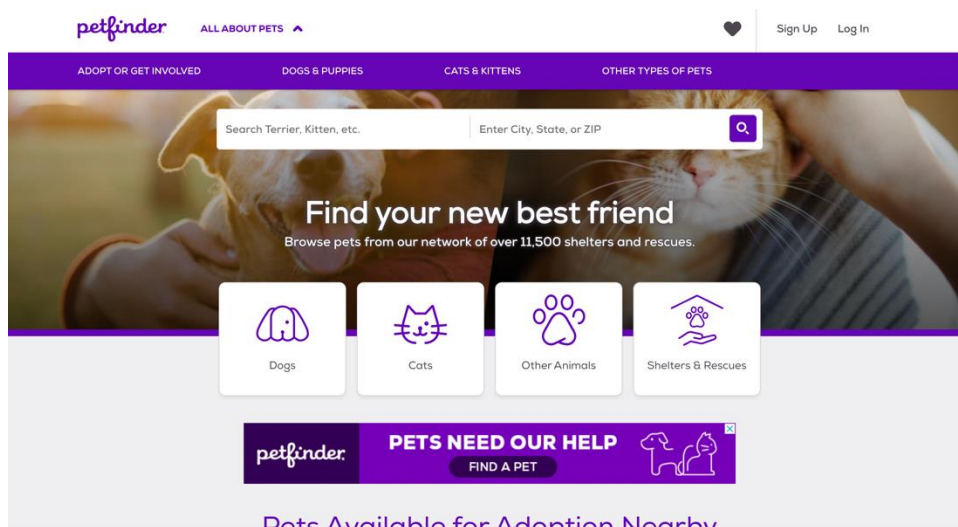 petfinder ALL ABOUT PETS Sign Up Log In
ADOPT OR GET INVOLVED DOGS & PUPPIES CATS & KITTENS OTHER TYPES OF PETS
Search Terrier, Kitten, etc. Enter City, State, or ZIP
Find your new best friend
Browse pets from our network of over 11,500 shelters and rescues.
Dogs Cats Other Animals Shelters & Rescues
petfinder. PETS NEED OUR HELP
FIND A PET
Pets Available for Adoption Nearby